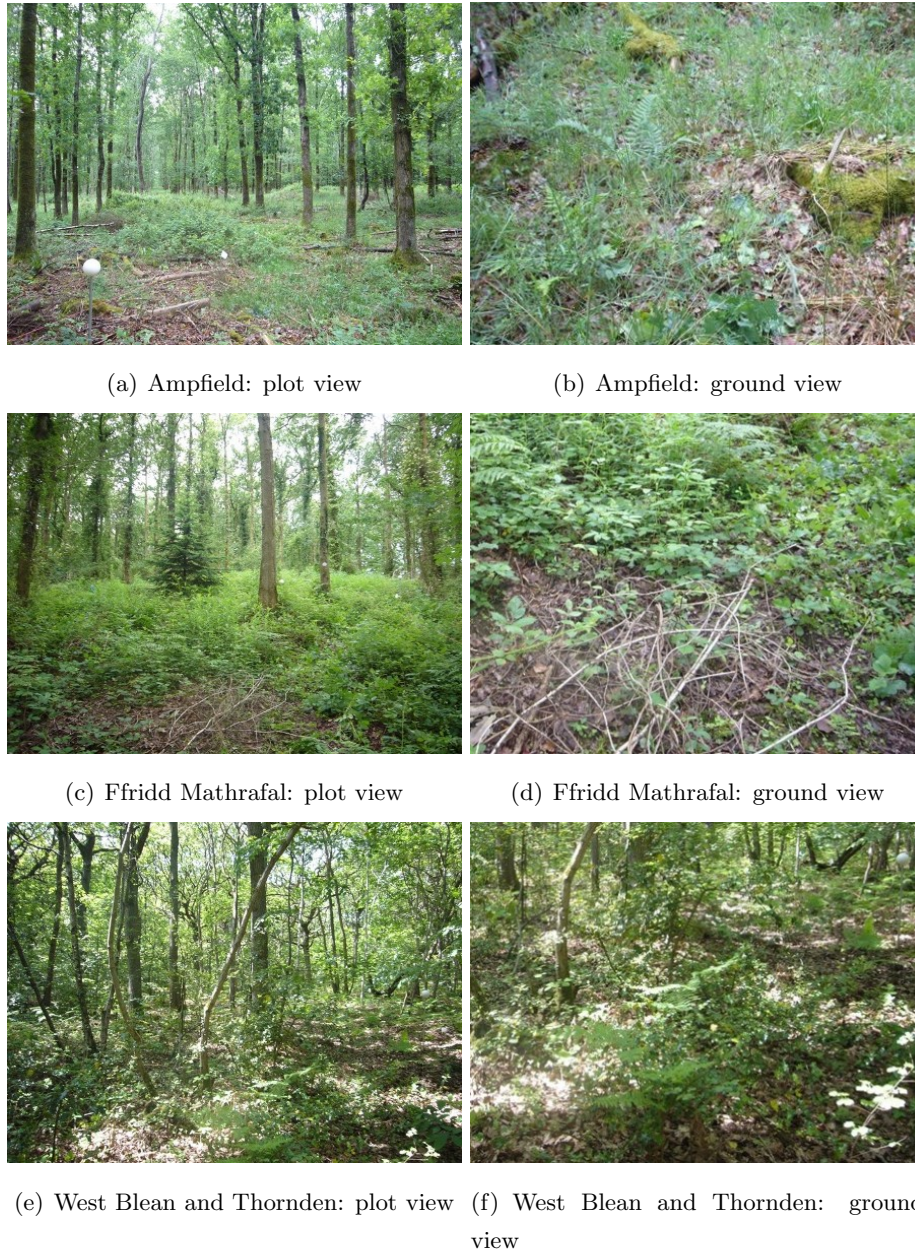 (a) Ampfield: plot view
(b) Ampfield: ground view
(c) Ffridd Mathrafal: plot view
(d) Ffridd Mathrafal: ground view
(e) West Blean and Thornden: plot view
(f) West Blean and Thornden: ground
view